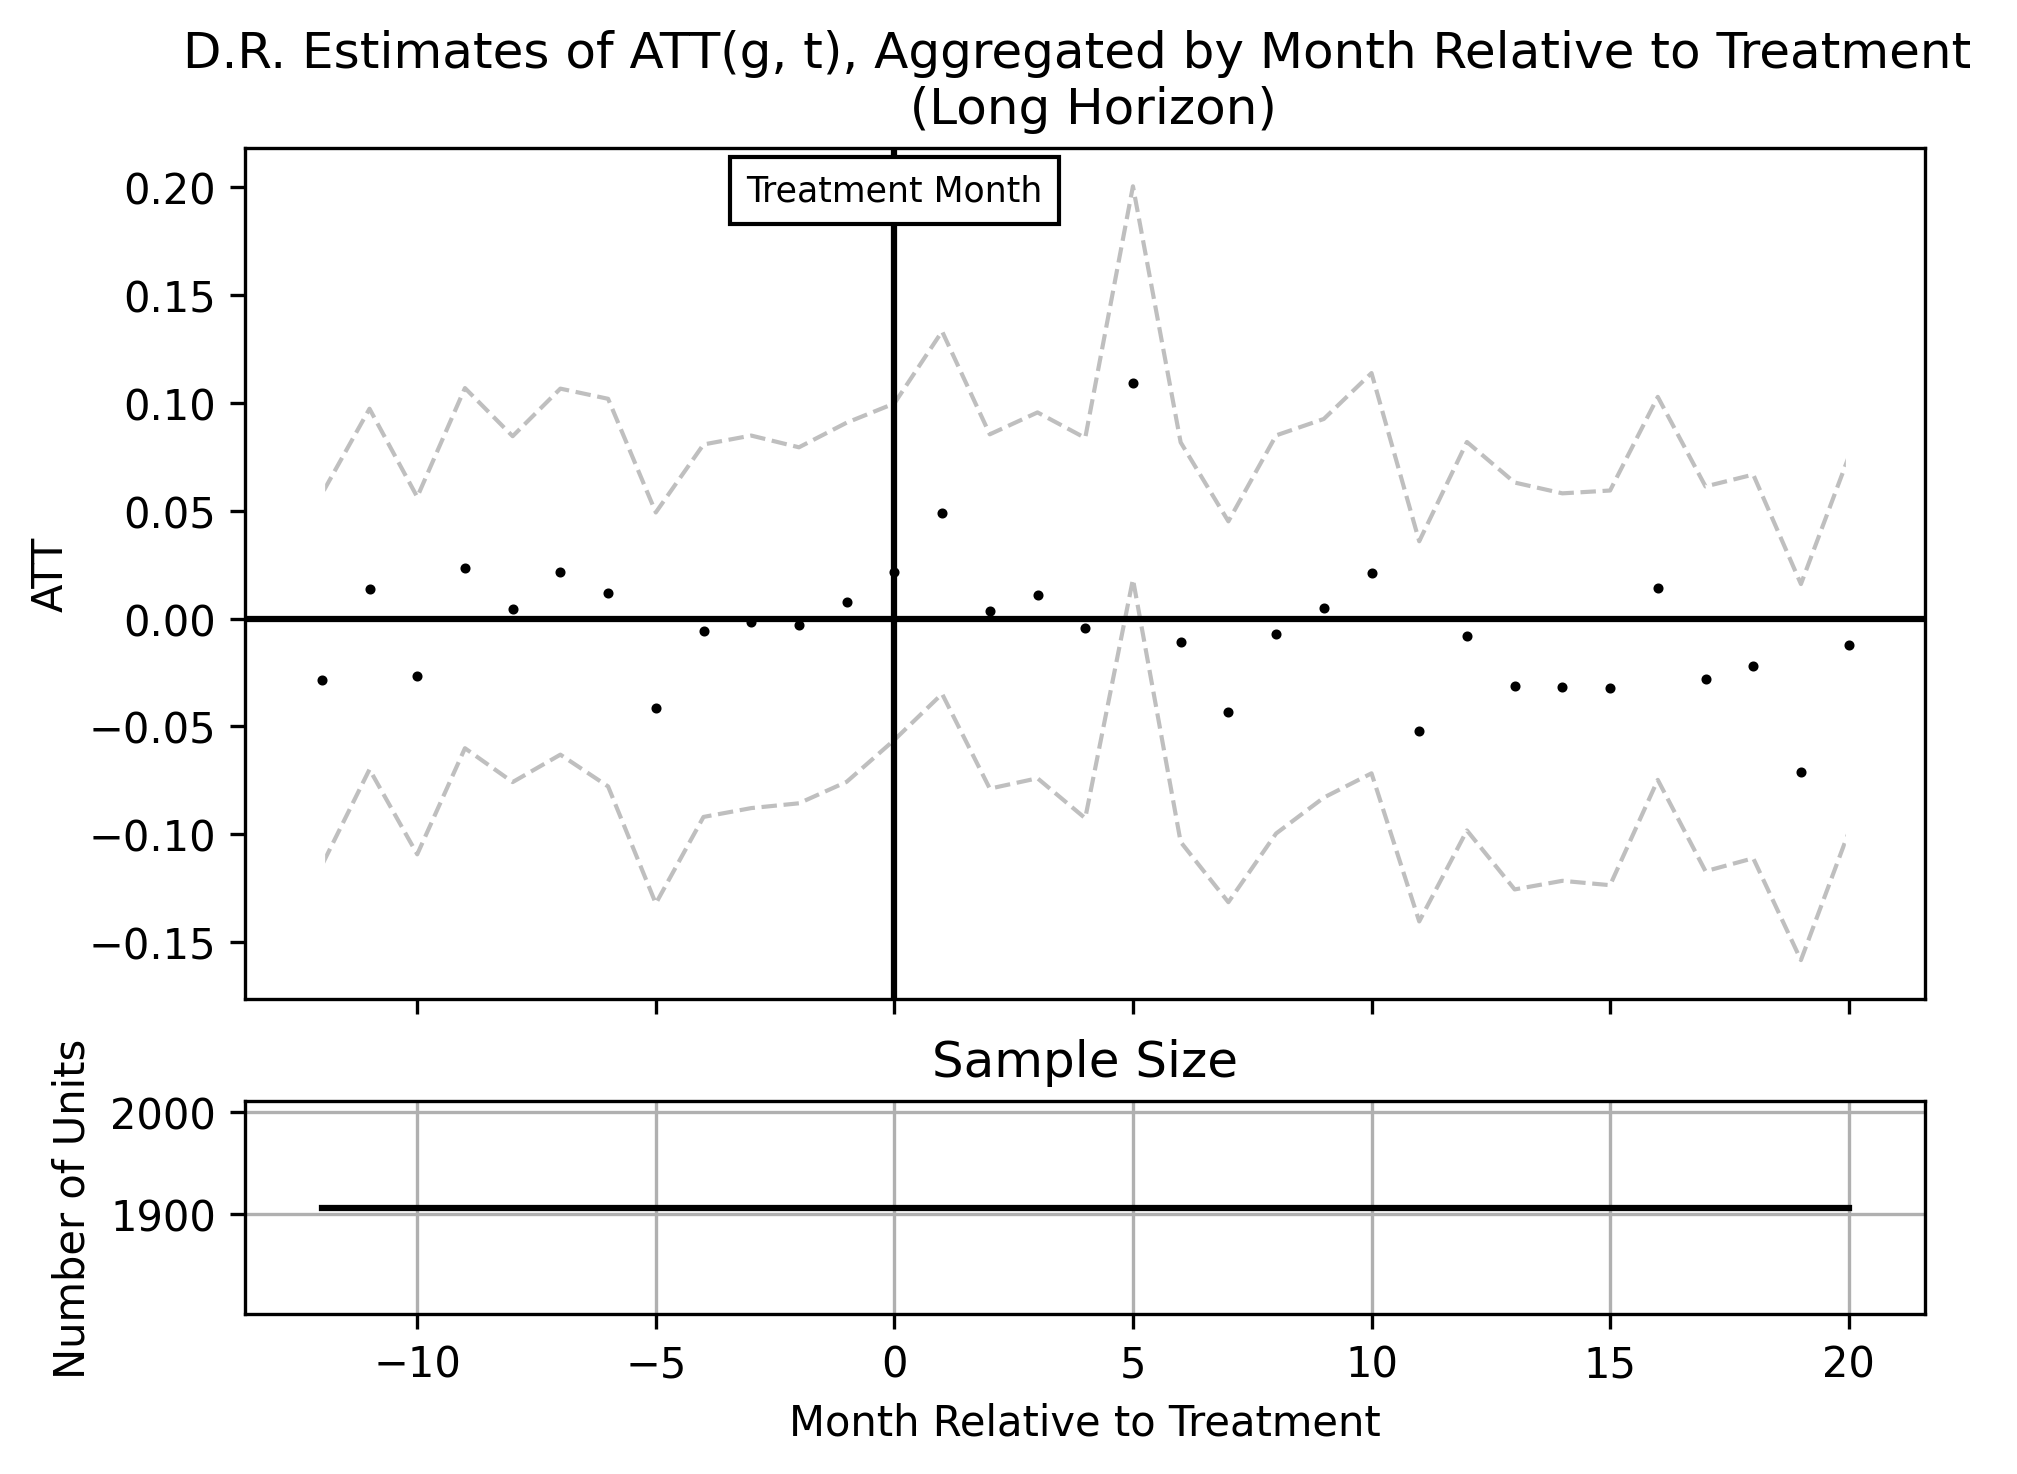 D.R. Estimates of ATT(g, t), Aggregated by Month Relative to Treatment
(Long Horizon)
Treatment Month
0.20
0.15
0.10
0.05
0.00
−0.05
−0.10
−0.15
ATT
Sample Size
2000
1900
Number of Units
−10 −5 0 5 10 15 20
Month Relative to Treatment